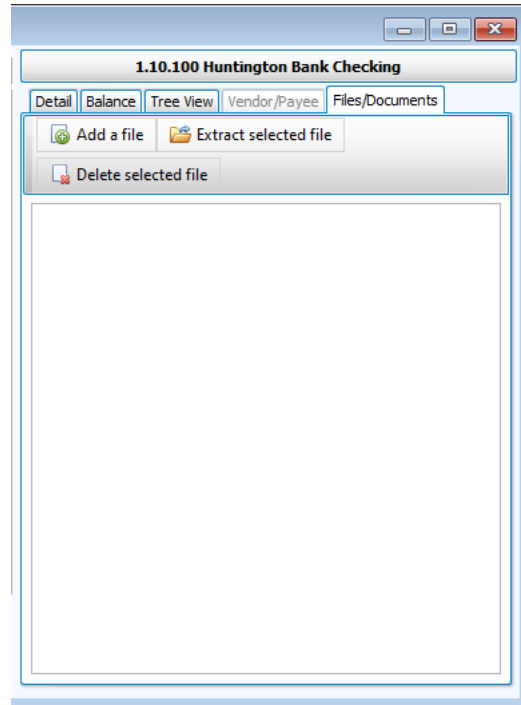 1.10.100 Huntington Bank Checking
Detail Balance Tree View Vendor/Payee Files/Documents
Add a file Extract selected file
Delete selected file